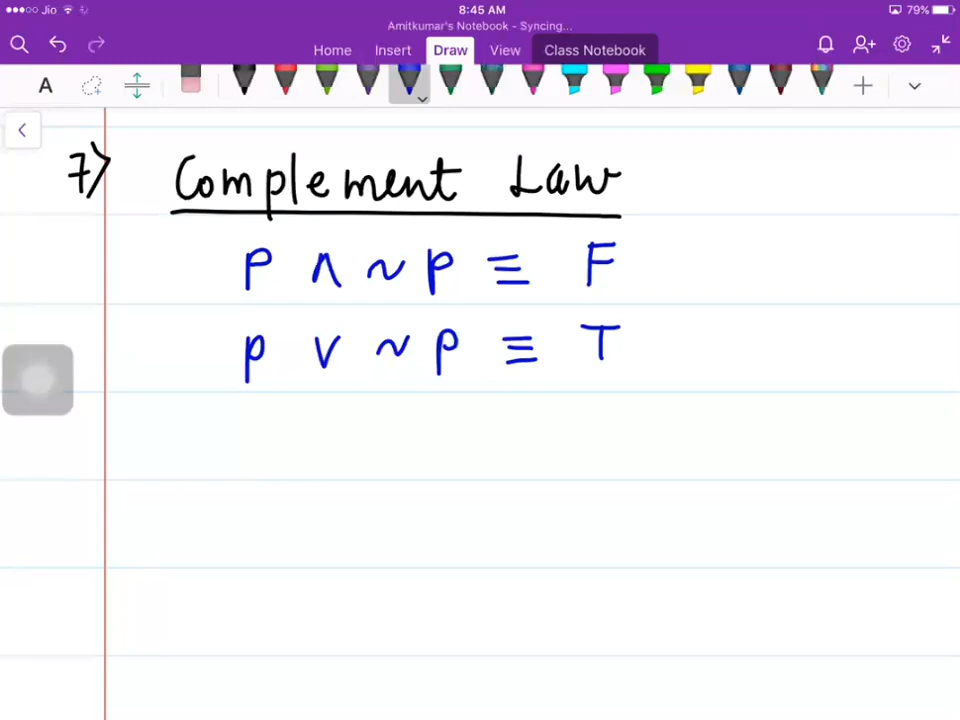 Jio 8:45 AM 79%
Amitkumar's Notebook - Syncing...
Home Insert Draw View Class Notebook
A
7) Complement Law
p ∧ ~ p ≡ F
p ∨ ~ p ≡ T